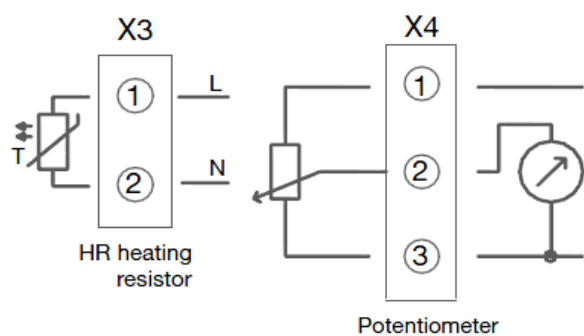 X3
X4
1
L
2
N
T
1
2
3
HR heating
resistor
Potentiometer